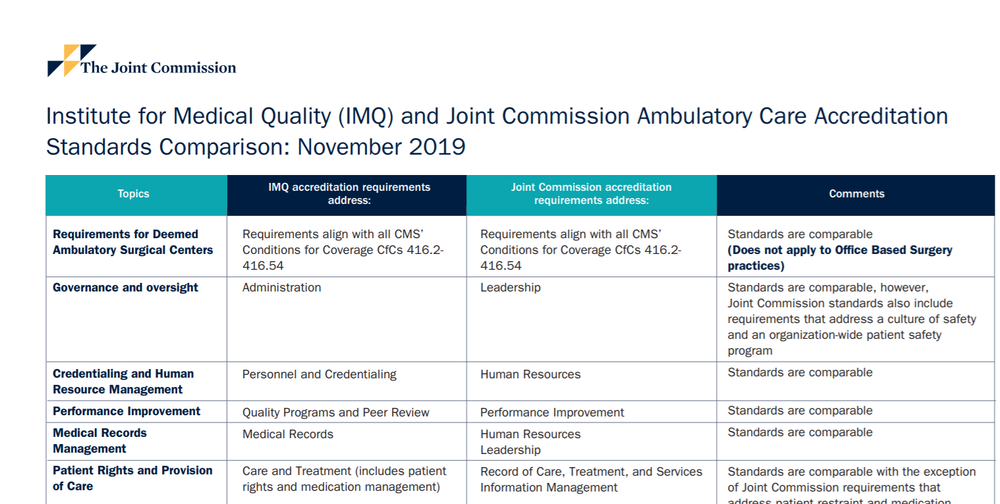 The Joint Commission
Institute for Medical Quality (IMQ) and Joint Commission Ambulatory Care Accreditation
Standards Comparison: November 2019
Topics
IMQ accreditation requirements
address:
Joint Commission accreditation
requirements address:
Comments
Requirements for Deemed
Ambulatory Surgical Centers
Requirements align with all CMS’
Conditions for Coverage CfCs 416.2-
416.54
Requirements align with all CMS’
Conditions for Coverage CfCs 416.2-
416.54
Standards are comparable
(Does not apply to Office Based Surgery
practices)
Governance and oversight
Administration
Leadership
Standards are comparable, however,
Joint Commission standards also include
requirements that address a culture of safety
and an organization-wide patient safety
program
Credentialing and Human
Resource Management
Personnel and Credentialing
Human Resources
Standards are comparable
Performance Improvement
Quality Programs and Peer Review
Performance Improvement
Standards are comparable
Medical Records
Management
Medical Records
Human Resources
Leadership
Standards are comparable
Patient Rights and Provision
of Care
Care and Treatment (includes patient
rights and medication management)
Record of Care, Treatment, and Services
Information Management
Standards are comparable with the exception
of Joint Commission requirements that
address patient restraint and medication